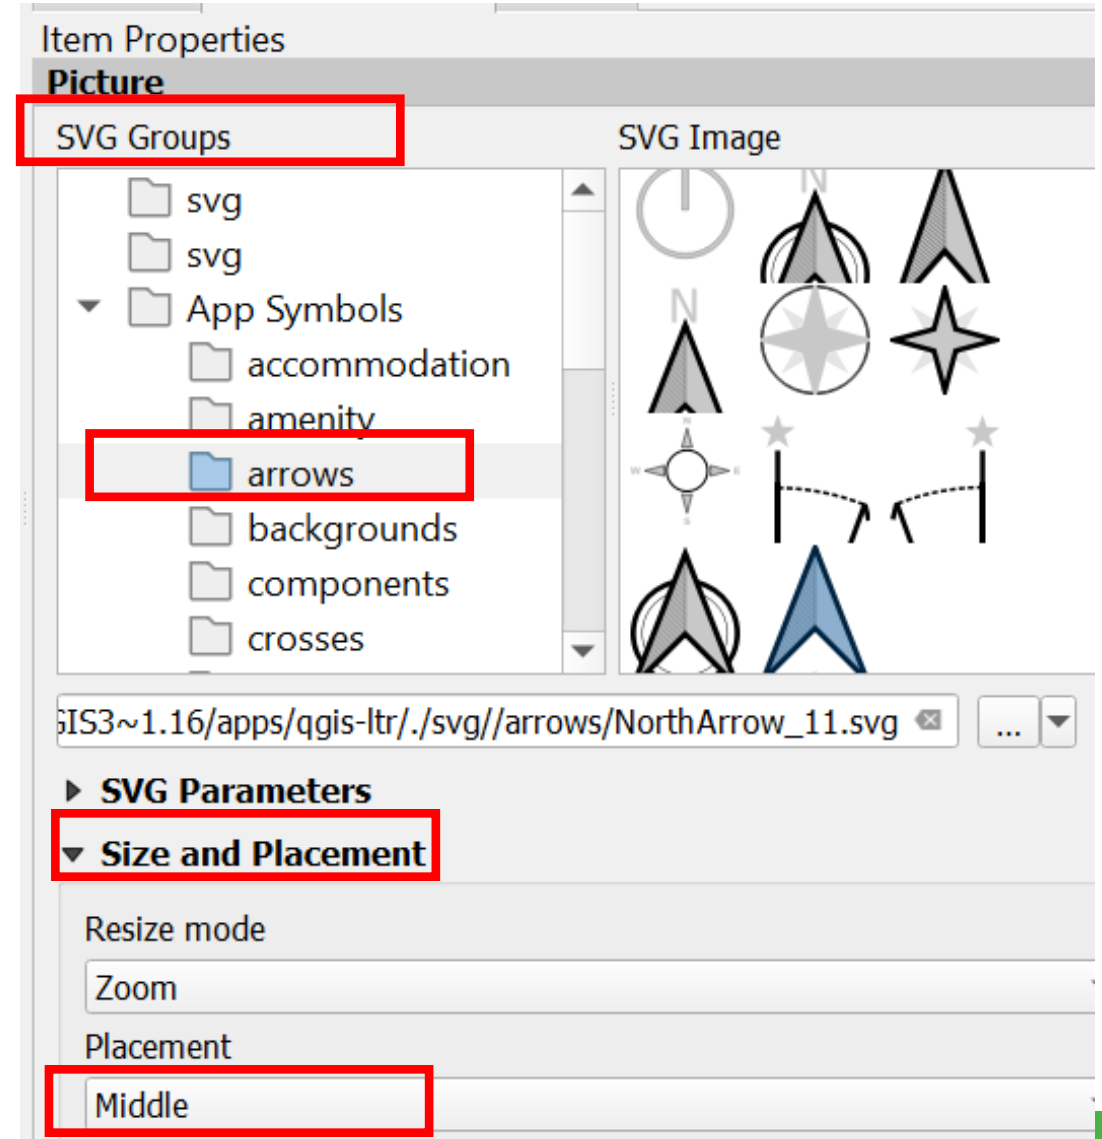 Item Properties
Picture
SVG Groups
SVG Image
svg
svg
App Symbols
accommodation
amenity
arrows
backgrounds
components
crosses
N
N
N
W
E
S
GIS3~1.16/apps/qgis-ltr/./svg//arrows/NorthArrow_11.svg
...
SVG Parameters
Size and Placement
Resize mode
Zoom
Placement
Middle